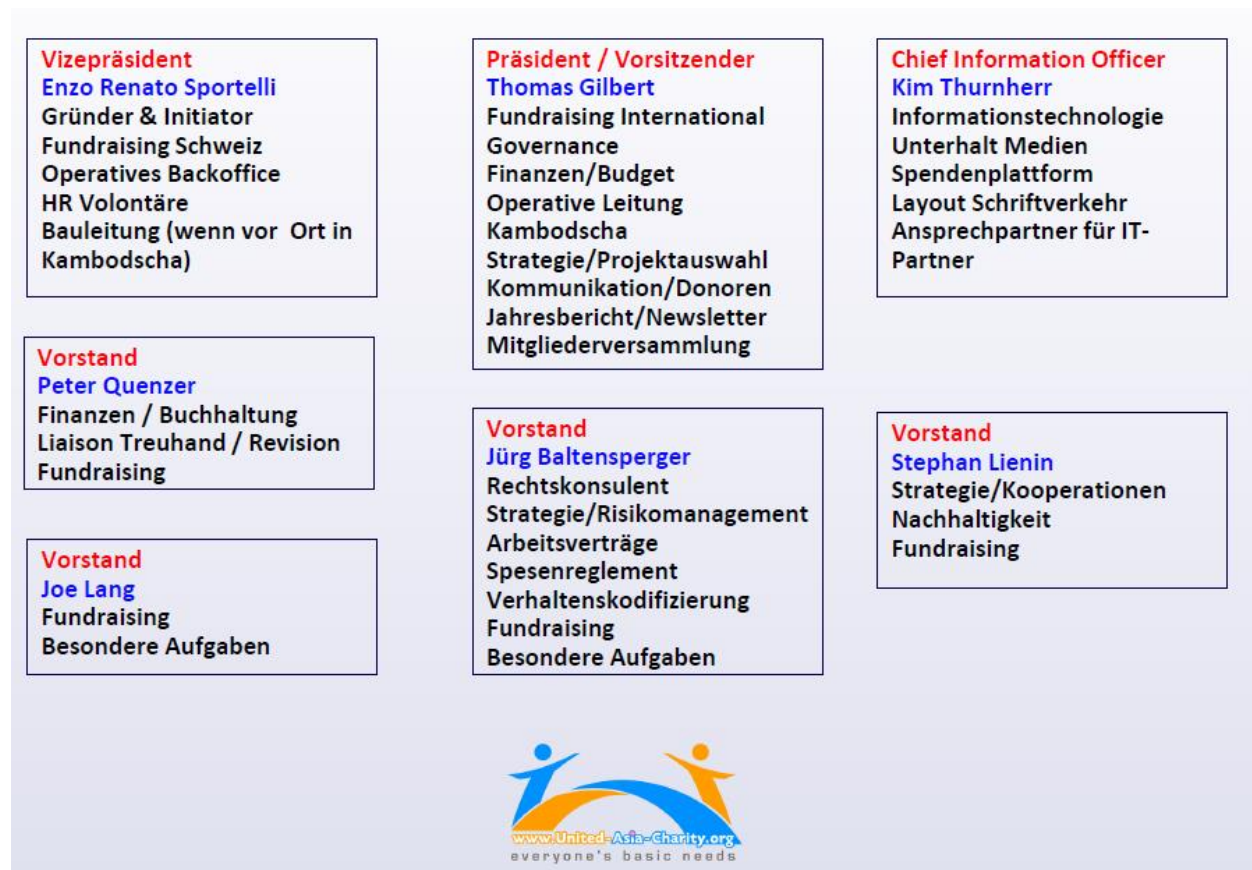 Vizepräsident
Enzo Renato Sportelli
Gründer & Initiator
Fundraising Schweiz
Operatives Backoffice
HR Volontäre
Bauleitung (wenn vor Ort in
Kambodscha)
Präsident / Vorsitzender
Thomas Gilbert
Fundraising International
Governance
Finanzen/Budget
Operative Leitung
Kambodscha
Strategie/Projektauswahl
Kommunikation/Donoren
Jahresbericht/Newsletter
Mitgliederversammlung
Chief Information Officer
Kim Thurnherr
Informationstechnologie
Unterhalt Medien
Spendenplattform
Layout Schriftverkehr
Ansprechpartner für IT-
Partner
Vorstand
Peter Quenzer
Finanzen / Buchhaltung
Liaison Treuhand / Revision
Fundraising
Vorstand
Jürg Baltensperger
Rechtskonsulent
Strategie/Risikomanagement
Arbeitsverträge
Spesenreglement
Verhaltenskodifizierung
Fundraising
Besondere Aufgaben
Vorstand
Stephan Lienin
Strategie/Kooperationen
Nachhaltigkeit
Fundraising
Vorstand
Joe Lang
Fundraising
Besondere Aufgaben
www.United-Asia-Charity.org
everyone's basic needs